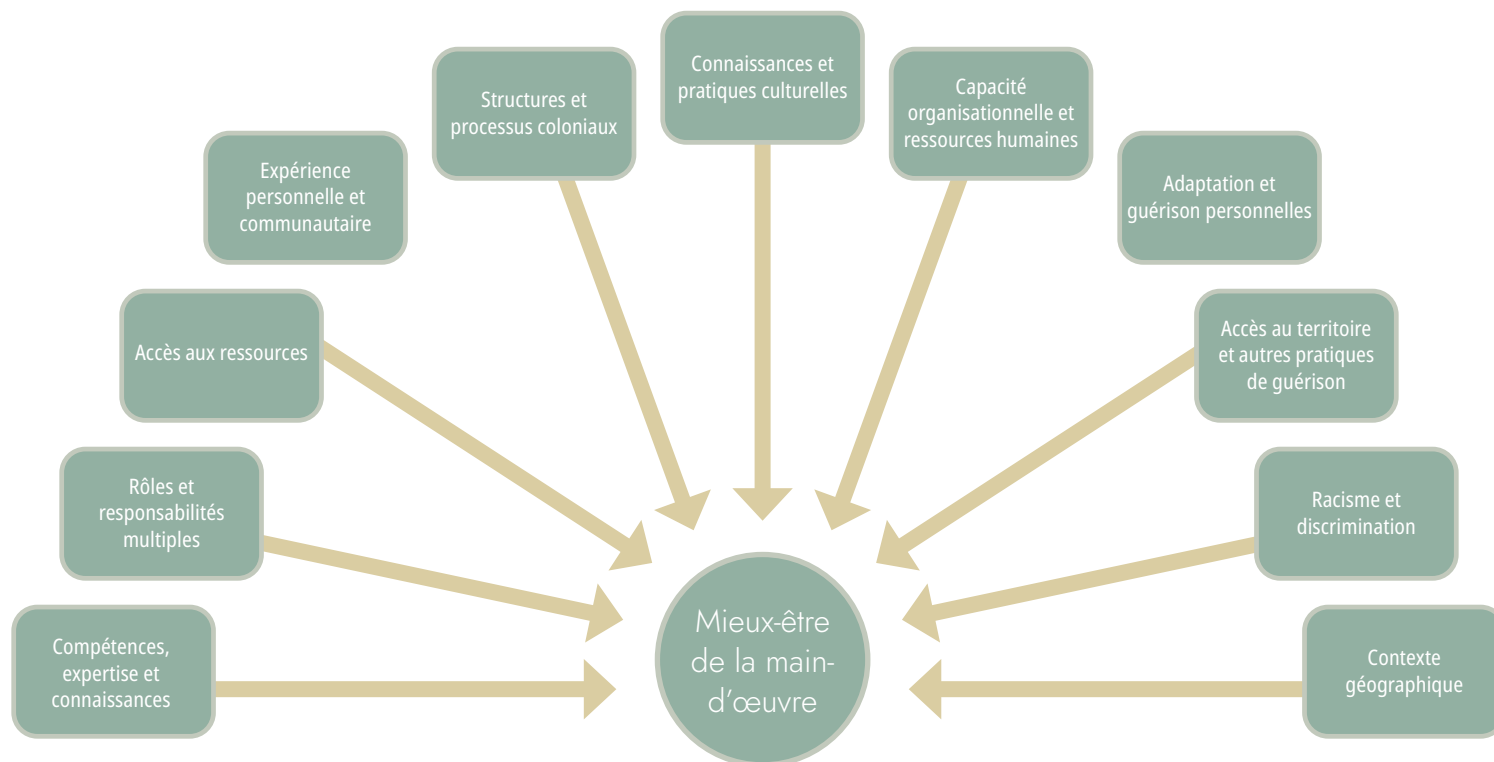 Connaissances et
pratiques culturelles
Structures et
processus coloniaux
Capacité
organisationnelle et
ressources humaines
Expérience
personnelle et
communautaire
Adaptation et
guérison personnelles
Accès aux ressources
Accès au territoire
et autres pratiques
de guérison
Rôles et
responsabilités
multiples
Racisme et
discrimination
Compétences,
expertise et
connaissances
Mieux-être
de la main-
d’œuvre
Contexte
géographique